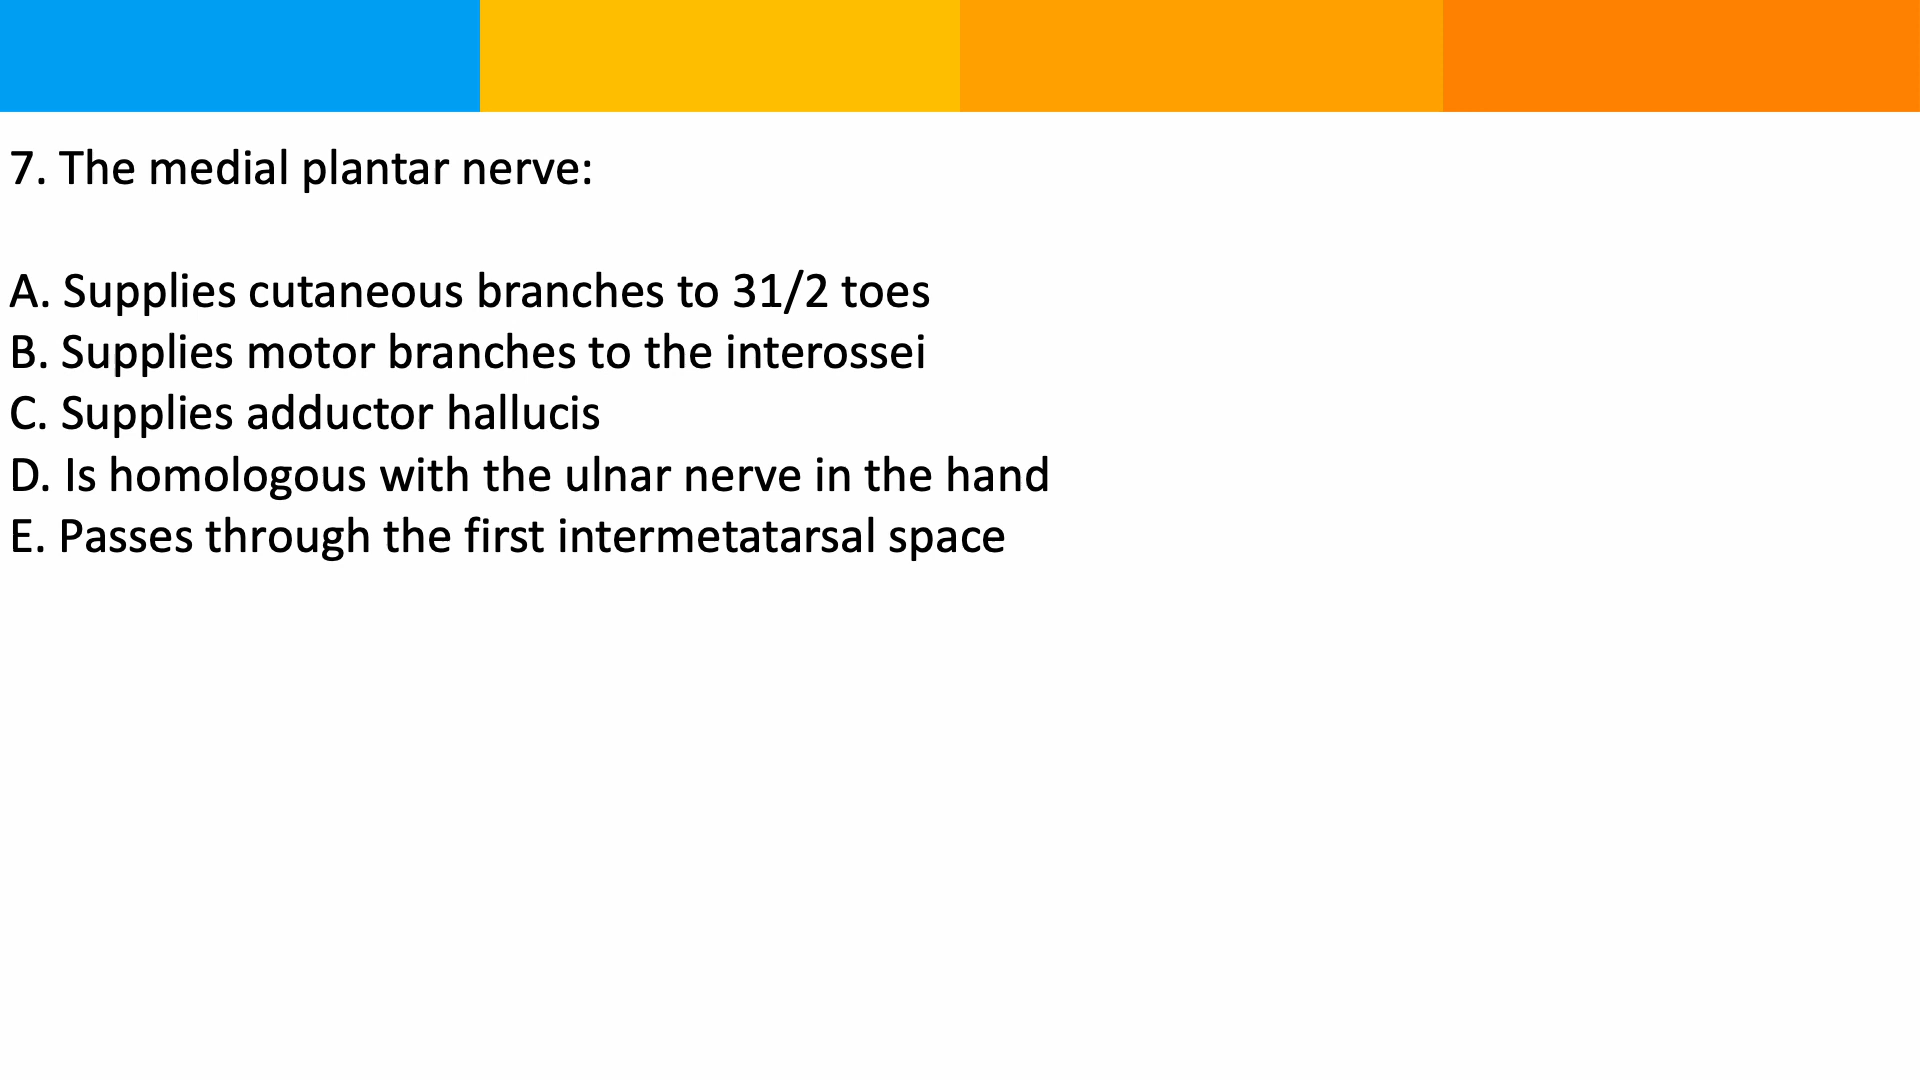 7. The medial plantar nerve:
A. Supplies cutaneous branches to 31/2 toes
B. Supplies motor branches to the interossei
C. Supplies adductor hallucis
D. Is homologous with the ulnar nerve in the hand
E. Passes through the first intermetatarsal space